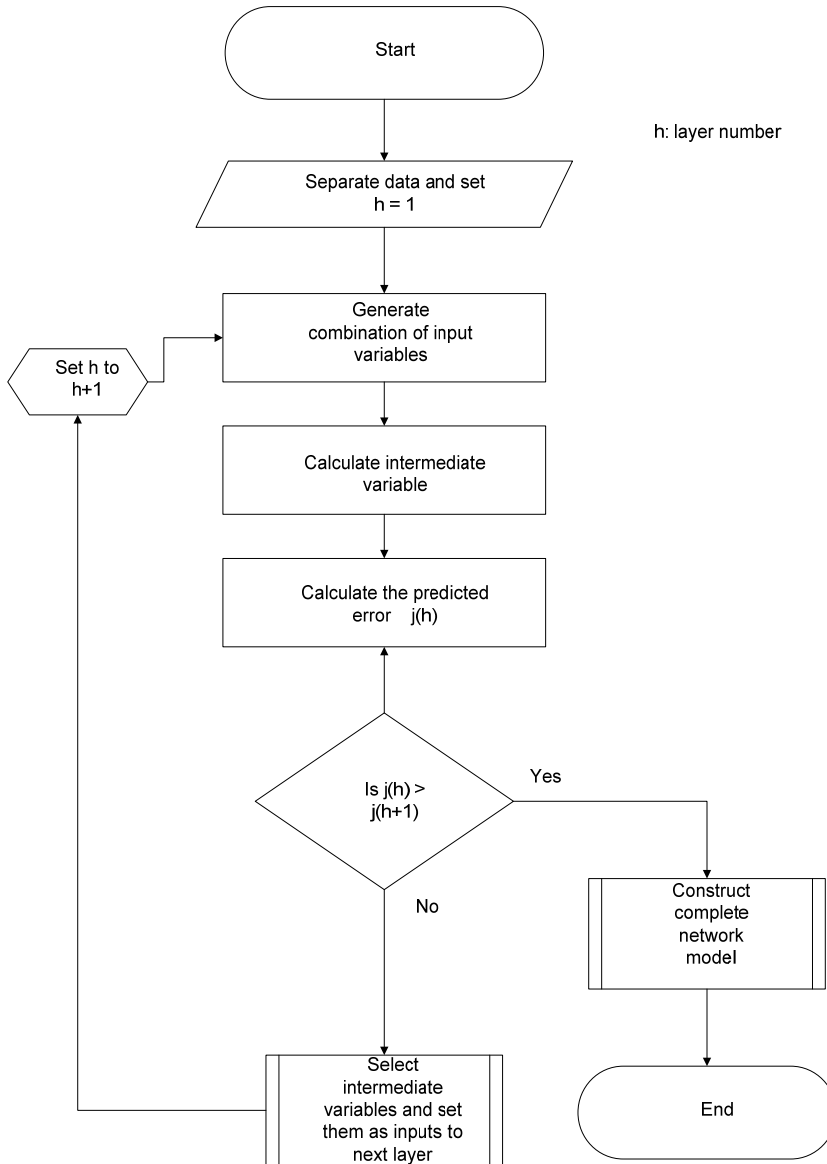 Start
h: layer number
Separate data and set
h = 1
Generate
combination of input
variables
Set h to
h+1
Calculate intermediate
variable
Calculate the predicted
error j(h)
Is j(h) >
j(h+1)
Yes
No
Construct
complete
network
model
Select
intermediate
variables and set
them as inputs to
next layer
End